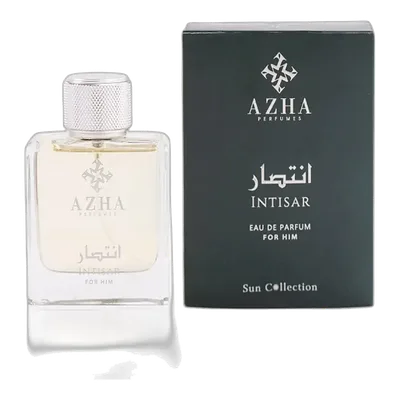 AZHA
PERFUMES
انتصار
INTISAR
FOR HIM
AZHA
PERFUMES
انتصار
INTISAR
EAU DE PARFUM
FOR HIM
Sun Collection